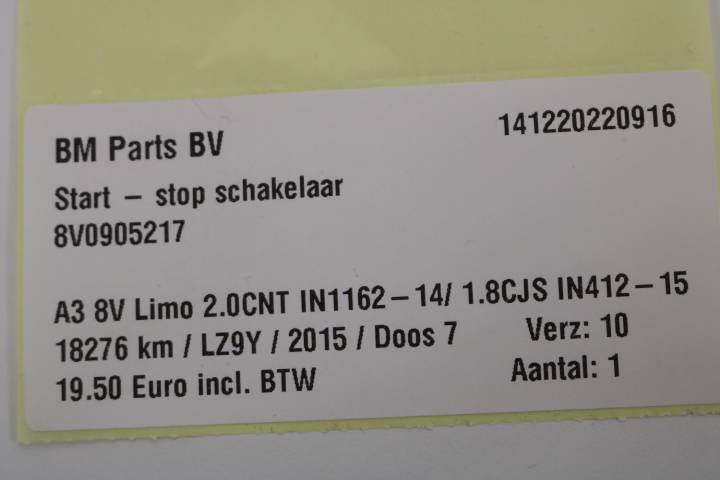 BM Parts BV 141220220916
Start – stop schakelaar
8V0905217
A3 8V Limo 2.0CNT IN1162–14/ 1.8CJS IN412–15
18276 km / LZ9Y / 2015 / Doos 7 Verz: 10
19.50 Euro incl. BTW Aantal: 1